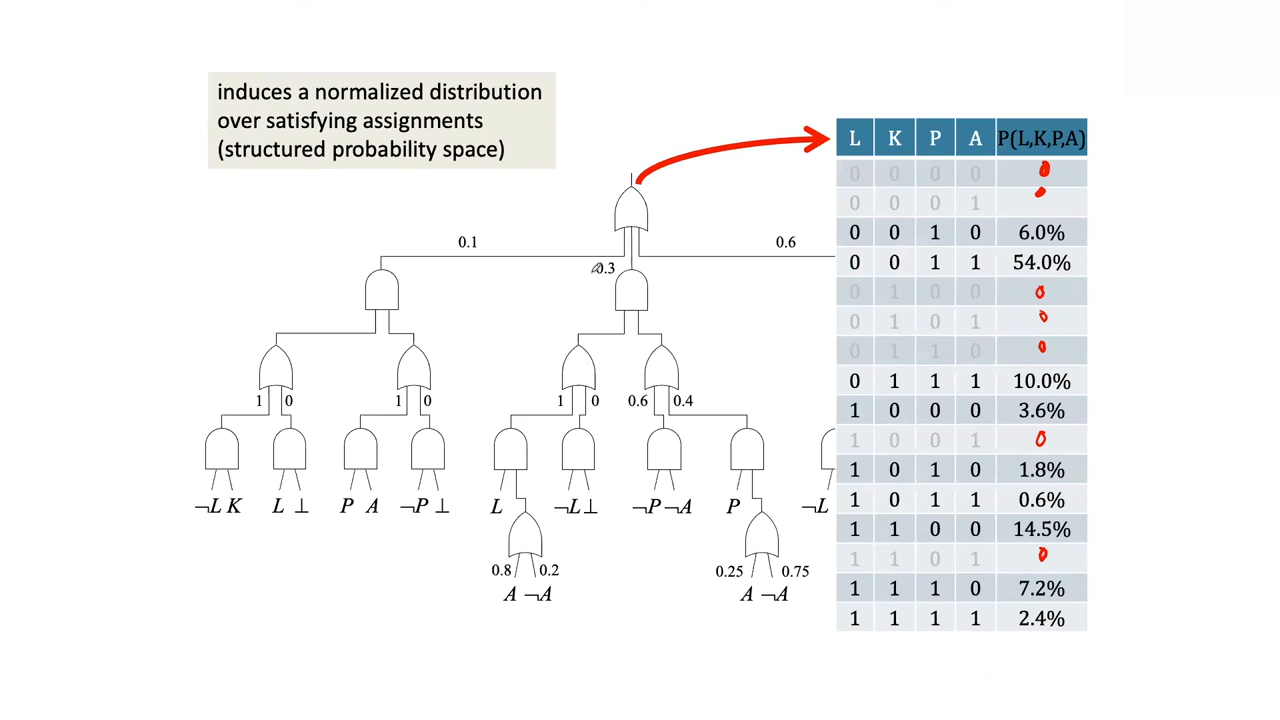 induces a normalized distribution
over satisfying assignments
(structured probability space)
L K P A P(L,K,P,A)
0 0 0 0 0
0 0 0 1
0 0 1 0 6.0%
0 0 1 1 54.0%
0 1 0 0 0
0 1 0 1 0
0 1 1 0 0
0 1 1 1 10.0%
1 0 0 0 3.6%
1 0 0 1 0
1 0 1 0 1.8%
1 0 1 1 0.6%
1 1 0 0 14.5%
1 1 0 1 0
1 1 1 0 7.2%
1 1 1 1 2.4%
0.1 0.6
0.3
1 0 1 0 1 0 0.6 0.4
¬L K L ⊥ P A ¬P ⊥ L ¬L ⊥ ¬P ¬A P ¬L
0.8 0.2 0.25 0.75
A ¬A A ¬A